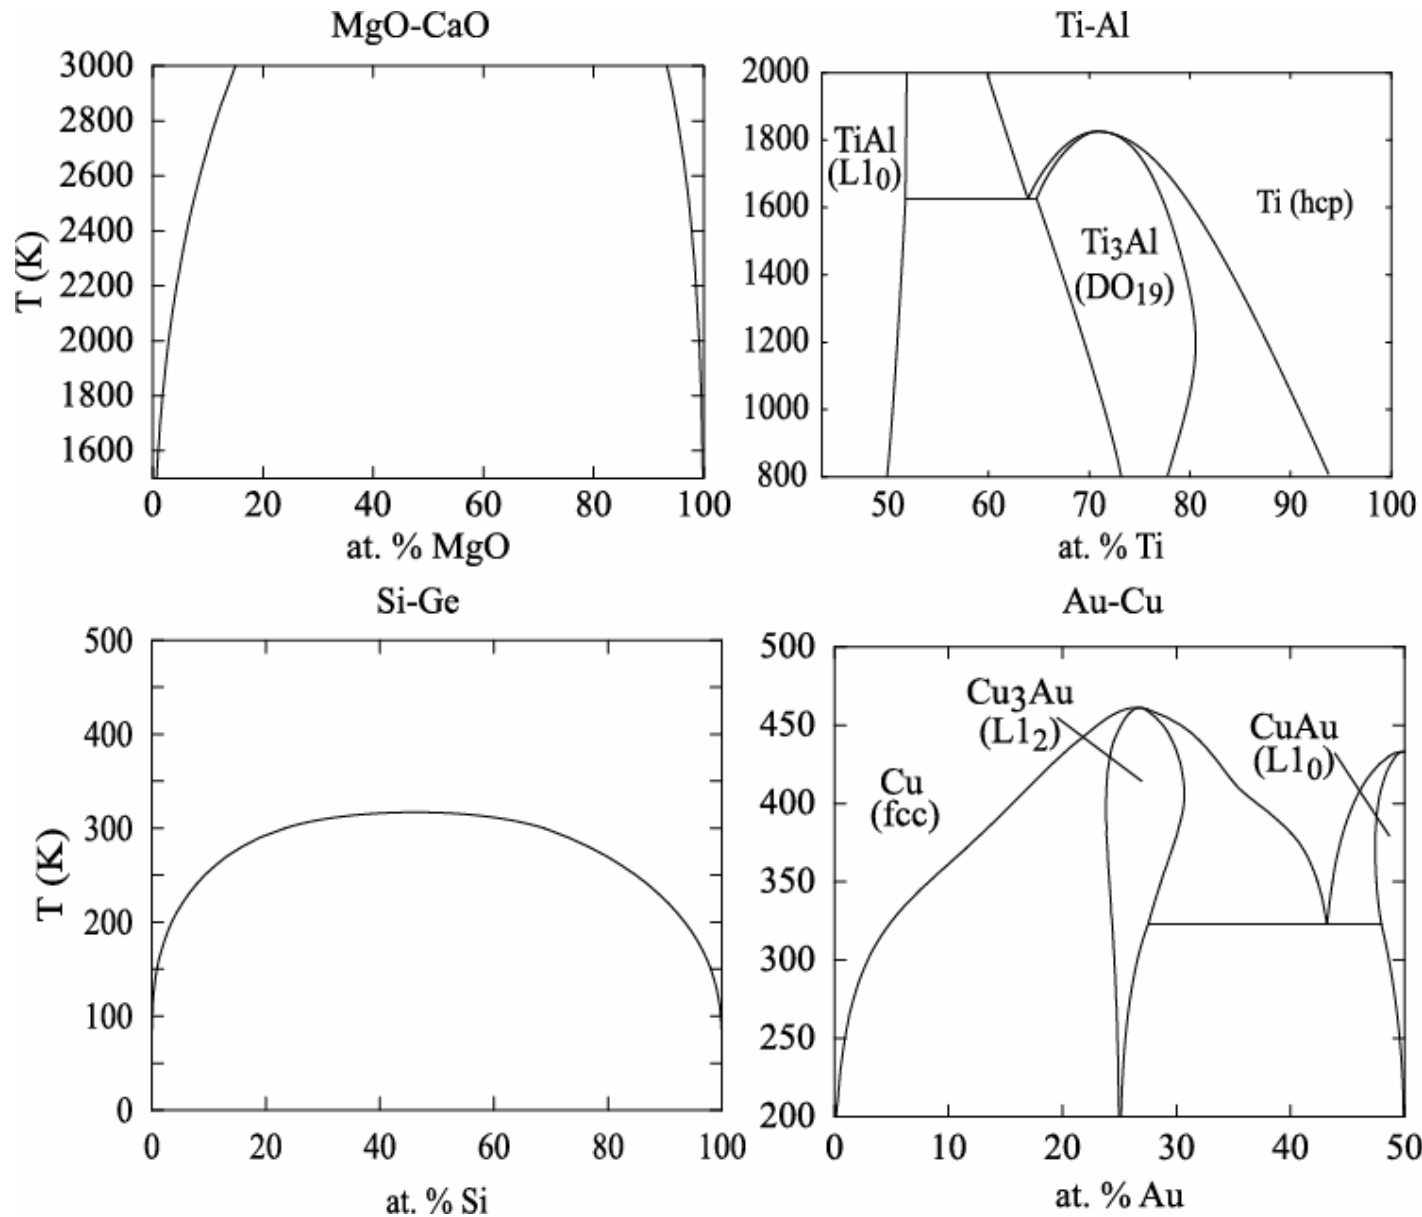 MgO-CaO
T (K)
3000
2800
2600
2400
2200
2000
1800
1600
0 20 40 60 80 100
at. % MgO
Ti-Al
2000
1800
1600
1400
1200
1000
800
TiAl
(L10)
Ti3Al
(DO19)
Ti (hcp)
50 60 70 80 90 100
at. % Ti
Si-Ge
T (K)
500
400
300
200
100
0
0 20 40 60 80 100
at. % Si
Au-Cu
500
450
400
350
300
250
200
Cu3Au
(L12)
CuAu
(L10)
Cu
(fcc)
0 10 20 30 40 50
at. % Au